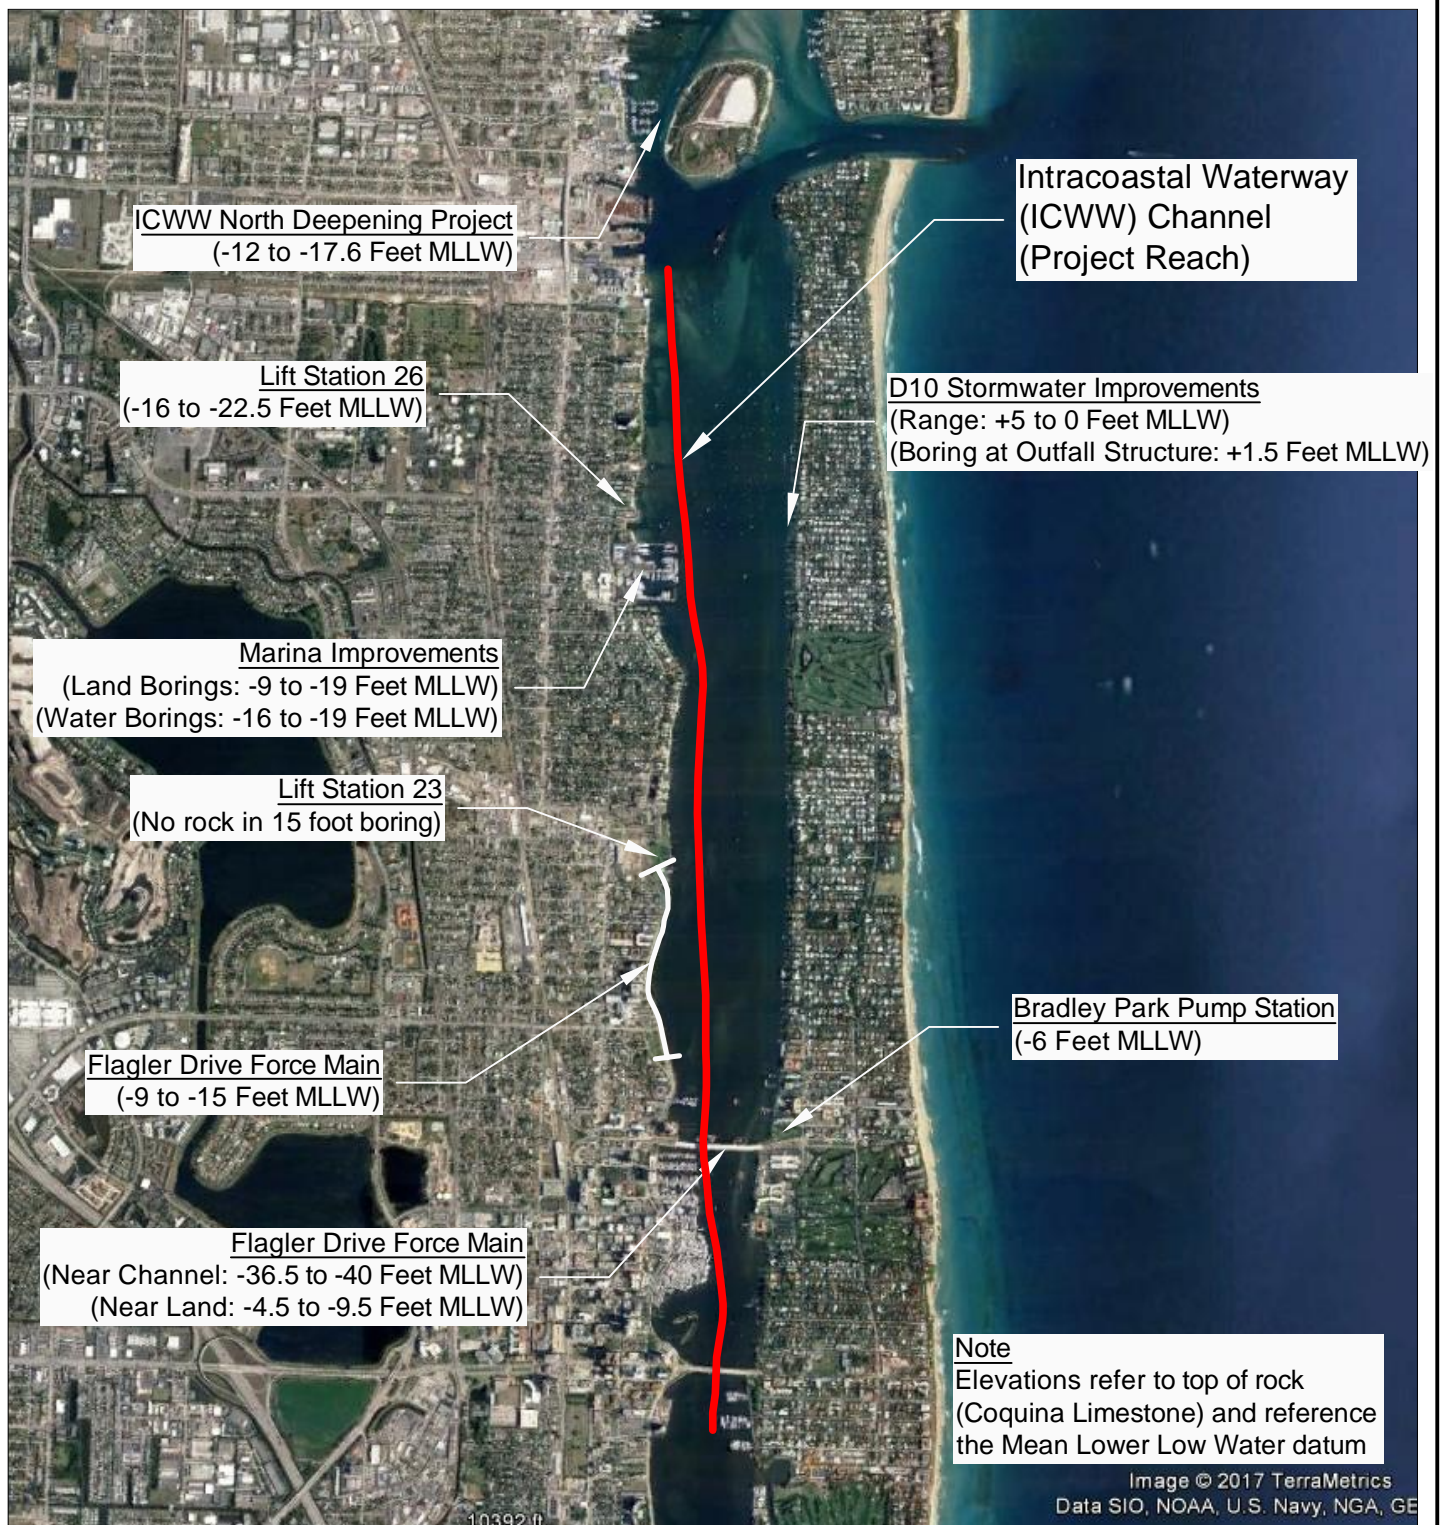 Intracoastal Waterway
(ICWW) Channel
(Project Reach)
ICWW North Deepening Project
(-12 to -17.6 Feet MLLW)
Lift Station 26
(-16 to -22.5 Feet MLLW)
D10 Stormwater Improvements
(Range: +5 to 0 Feet MLLW)
(Boring at Outfall Structure: +1.5 Feet MLLW)
Marina Improvements
(Land Borings: -9 to -19 Feet MLLW)
(Water Borings: -16 to -19 Feet MLLW)
Lift Station 23
(No rock in 15 foot boring)
Bradley Park Pump Station
(-6 Feet MLLW)
Flagler Drive Force Main
(-9 to -15 Feet MLLW)
Flagler Drive Force Main
(Near Channel: -36.5 to -40 Feet MLLW)
(Near Land: -4.5 to -9.5 Feet MLLW)
Note
Elevations refer to top of rock
(Coquina Limestone) and reference
the Mean Lower Low Water datum
Image © 2017 TerraMetrics
Data SIO, NOAA, U.S. Navy, NGA, GE
10392 ft